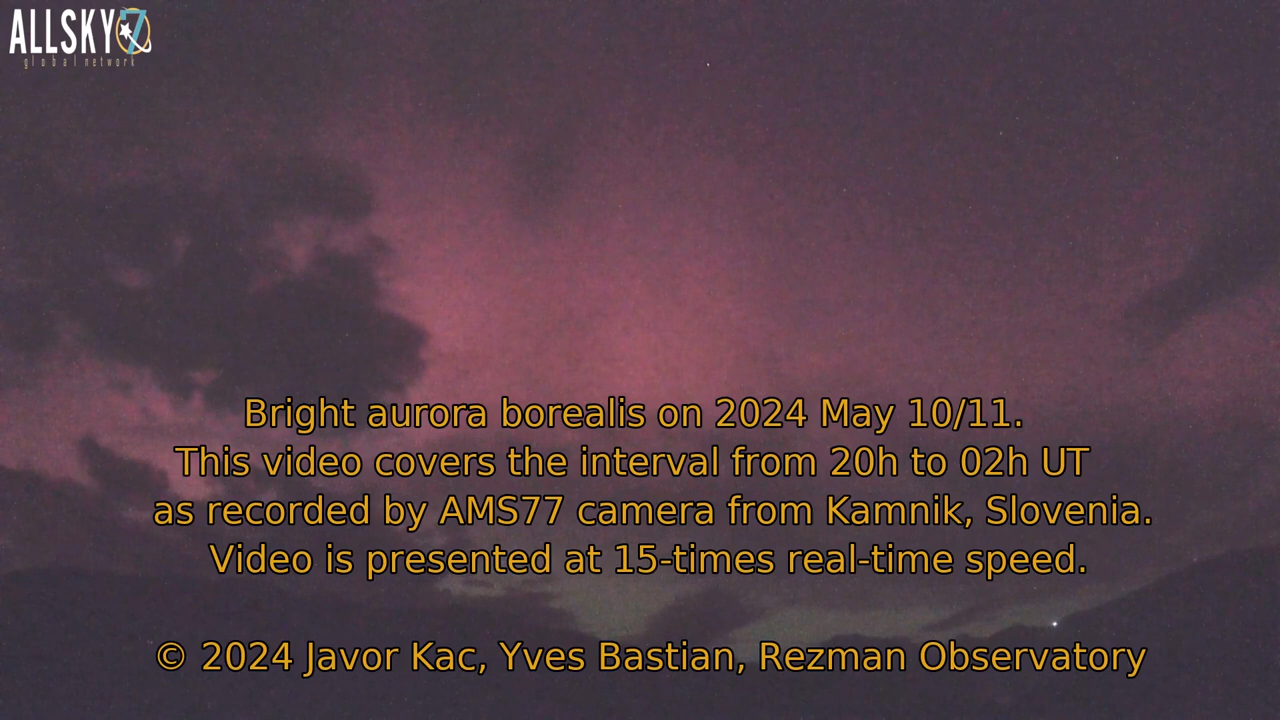 ALLSKY7
global network
Bright aurora borealis on 2024 May 10/11.
This video covers the interval from 20h to 02h UT
as recorded by AMS77 camera from Kamnik, Slovenia.
Video is presented at 15-times real-time speed.
© 2024 Javor Kac, Yves Bastian, Rezman Observatory